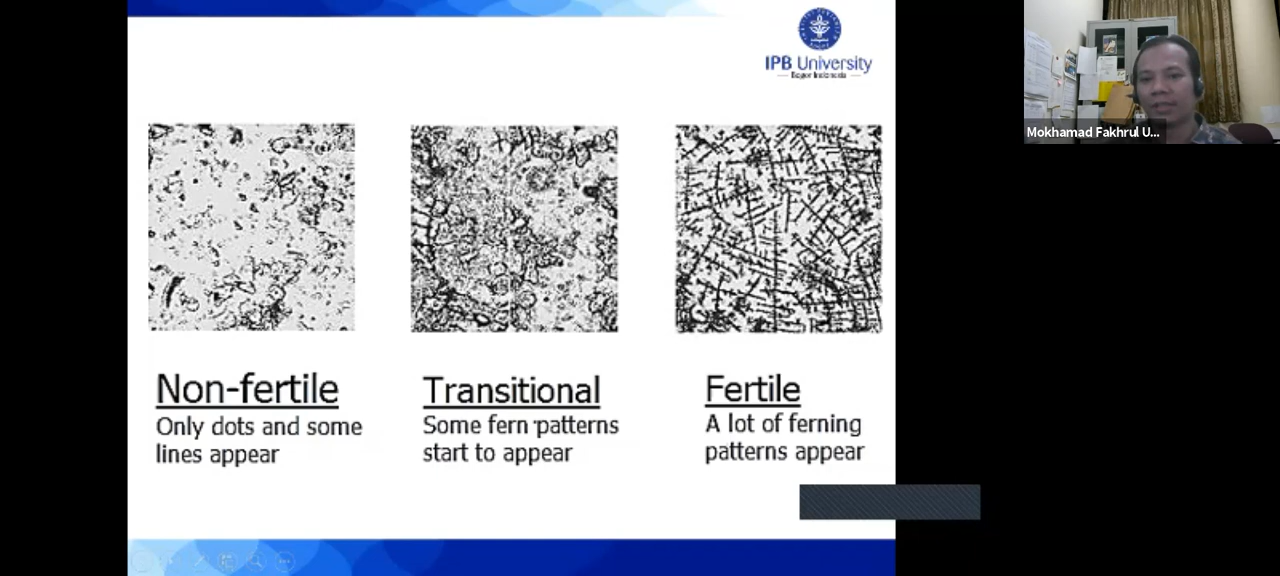 IPB University
Bogor Indonesia
Mokhamad Fakhrul U...
Non-fertile
Only dots and some
lines appear
Transitional
Some fern patterns
start to appear
Fertile
A lot of ferning
patterns appear